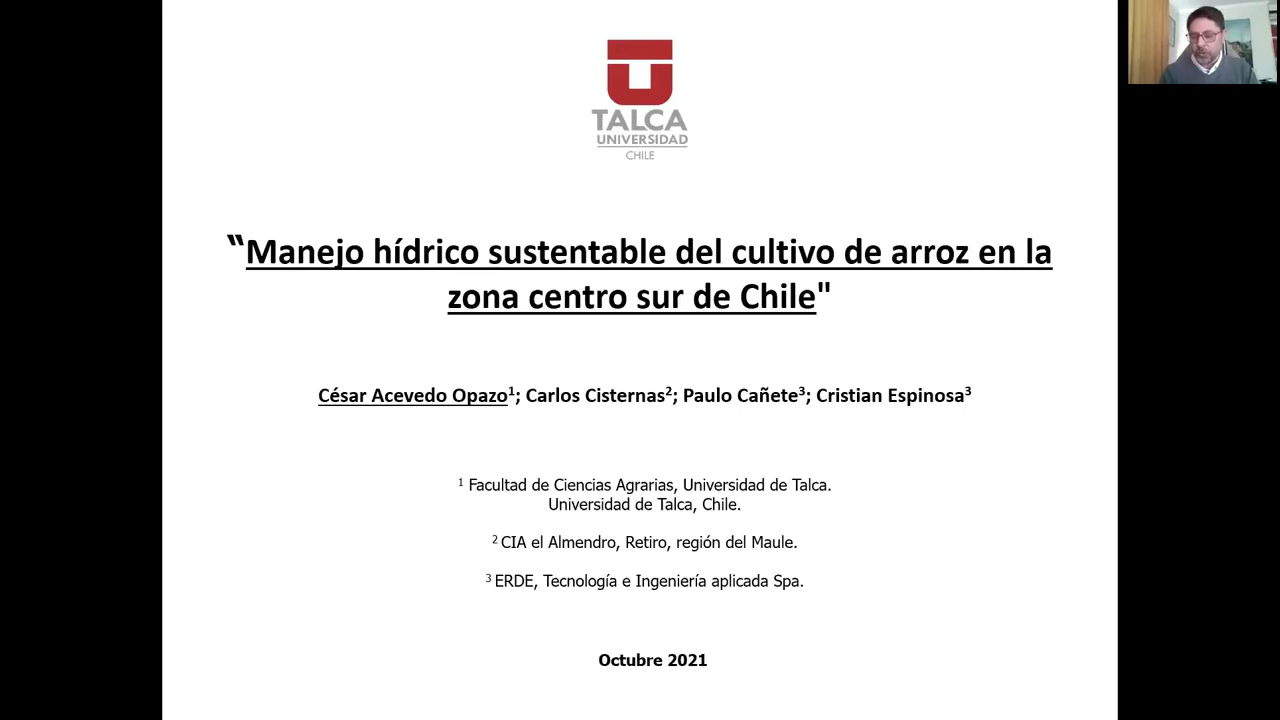 TALCA
UNIVERSIDAD
CHILE
‟Manejo hídrico sustentable del cultivo de arroz en la
zona centro sur de Chile"
César Acevedo Opazo¹; Carlos Cisternas²; Paulo Cañete³; Cristian Espinosa³
¹ Facultad de Ciencias Agrarias, Universidad de Talca.
Universidad de Talca, Chile.
² CIA el Almendro, Retiro, región del Maule.
³ ERDE, Tecnología e Ingeniería aplicada Spa.
Octubre 2021